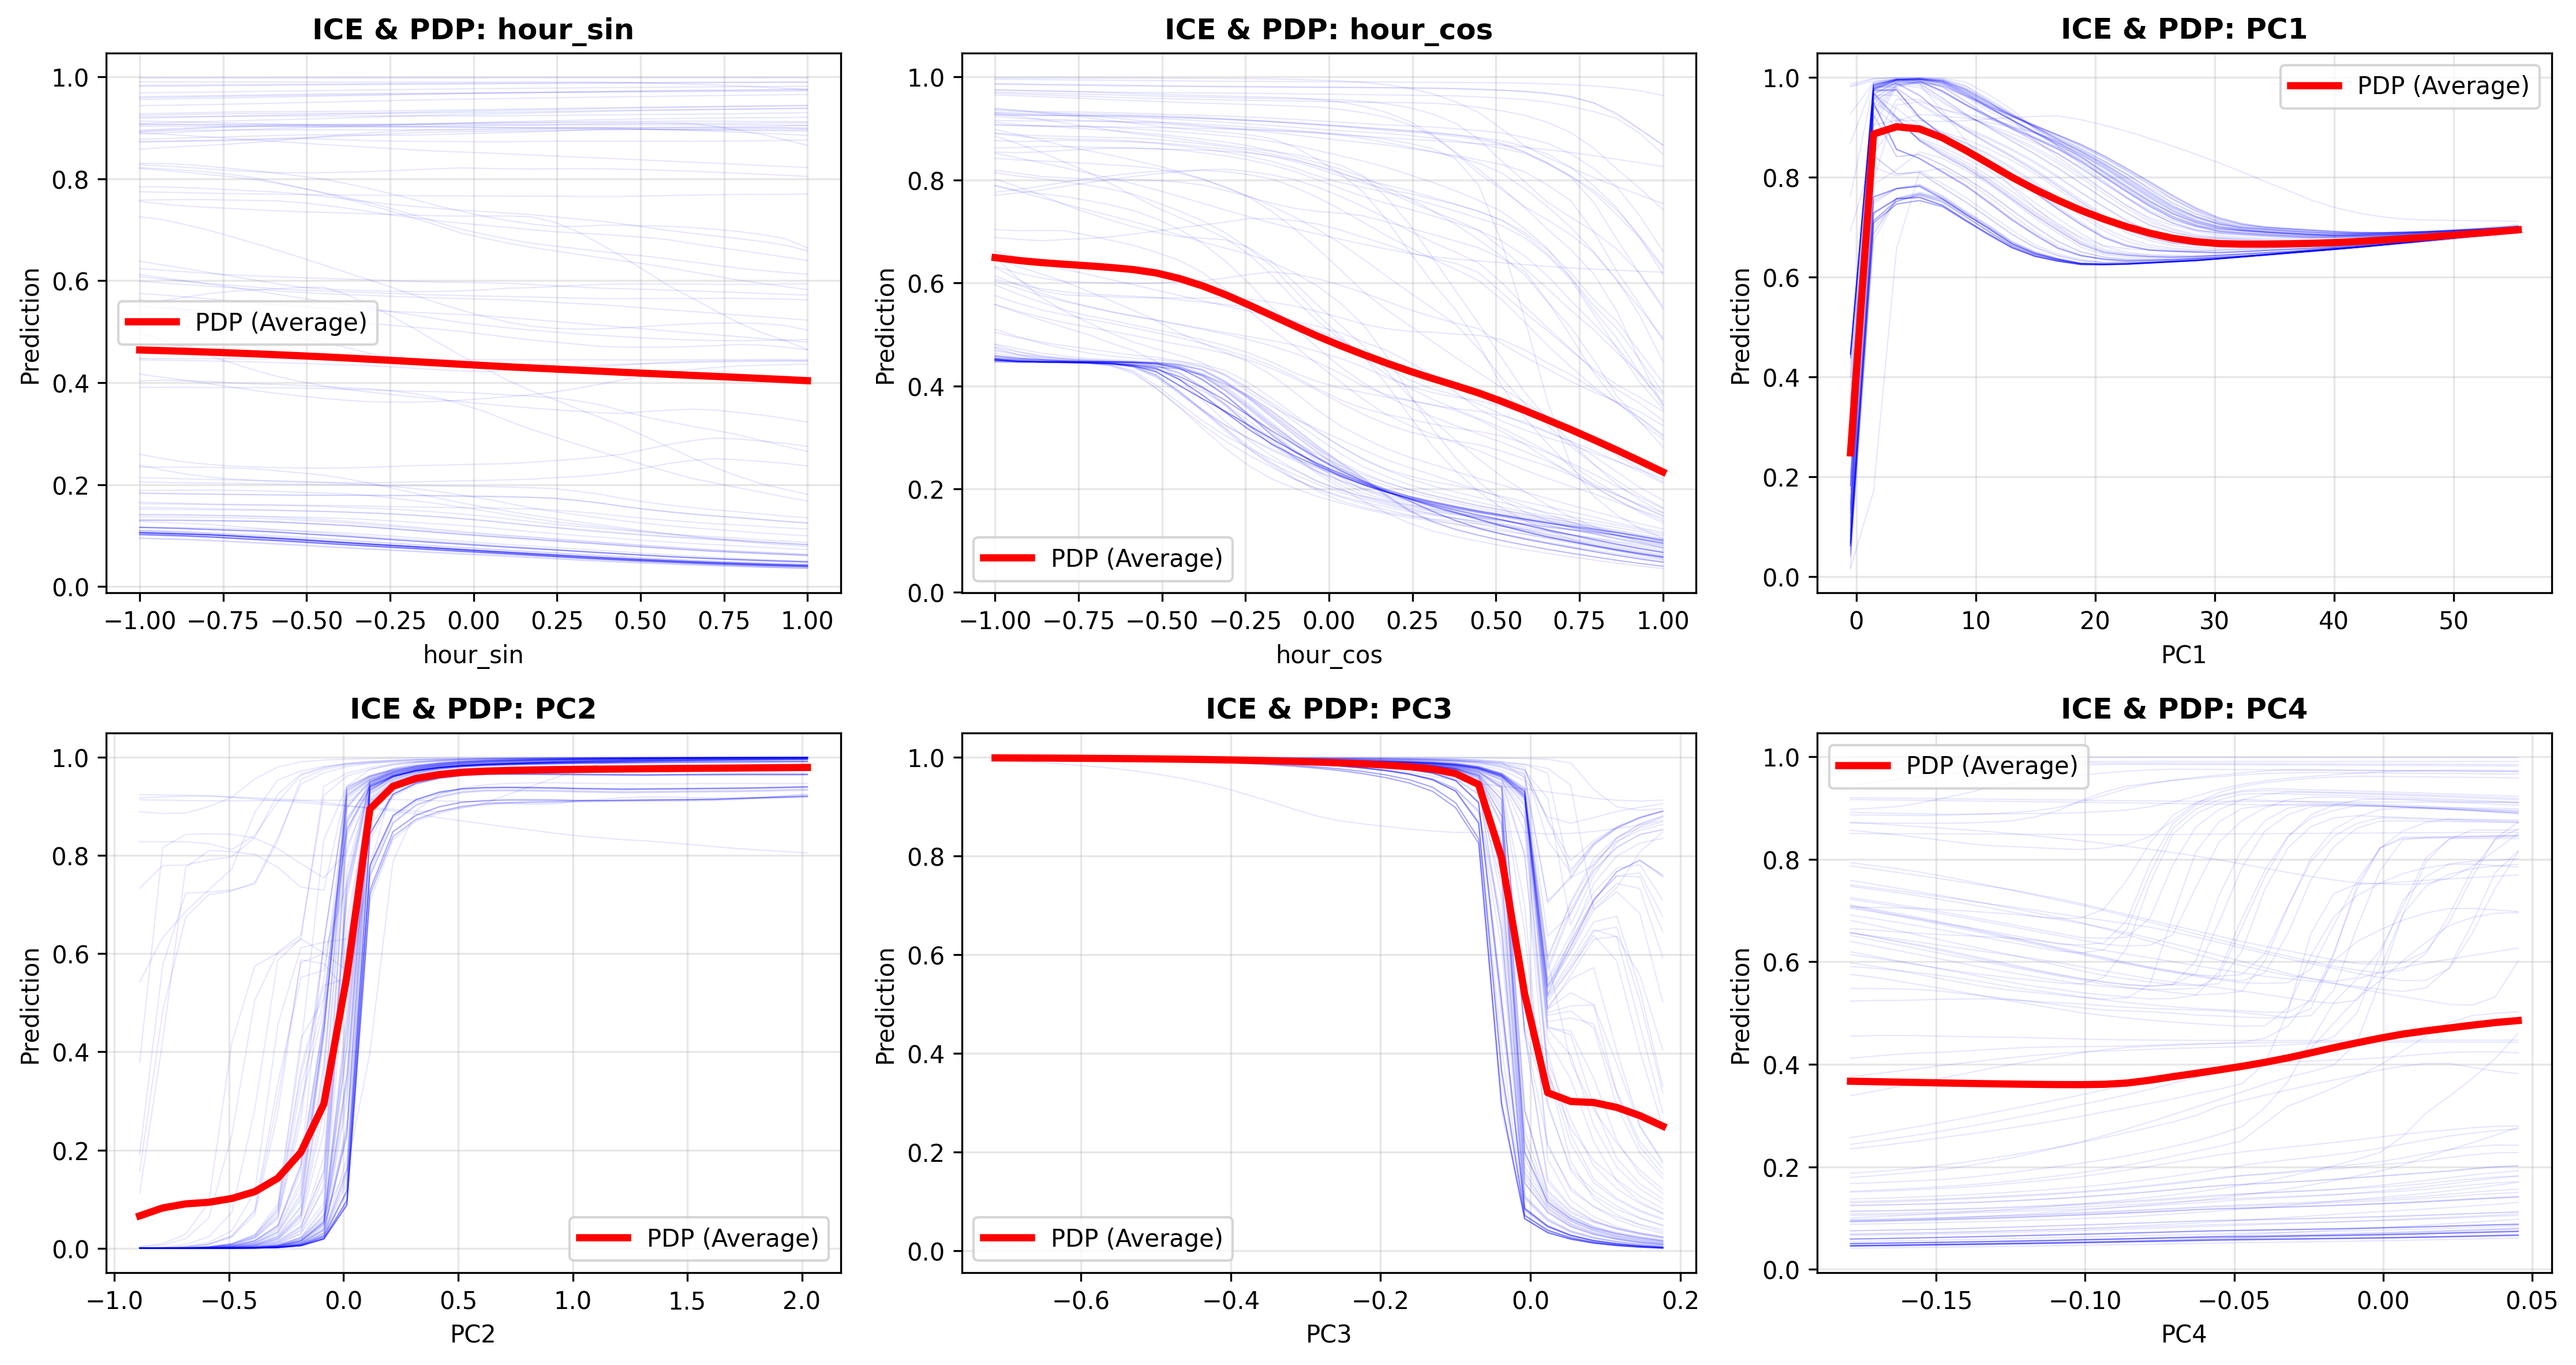 ICE & PDP: hour_sin
Prediction
1.0
0.8
0.6
0.4
0.2
0.0
PDP (Average)
−1.00 −0.75 −0.50 −0.25 0.00 0.25 0.50 0.75 1.00
hour_sin
ICE & PDP: hour_cos
Prediction
1.0
0.8
0.6
0.4
0.2
0.0
PDP (Average)
−1.00 −0.75 −0.50 −0.25 0.00 0.25 0.50 0.75 1.00
hour_cos
ICE & PDP: PC1
Prediction
1.0
0.8
0.6
0.4
0.2
0.0
PDP (Average)
0 10 20 30 40 50
PC1
ICE & PDP: PC2
Prediction
1.0
0.8
0.6
0.4
0.2
0.0
PDP (Average)
−1.0 −0.5 0.0 0.5 1.0 1.5 2.0
PC2
ICE & PDP: PC3
Prediction
1.0
0.8
0.6
0.4
0.2
0.0
PDP (Average)
−0.6 −0.4 −0.2 0.0 0.2
PC3
ICE & PDP: PC4
Prediction
1.0
0.8
0.6
0.4
0.2
0.0
PDP (Average)
−0.15 −0.10 −0.05 0.00 0.05
PC4